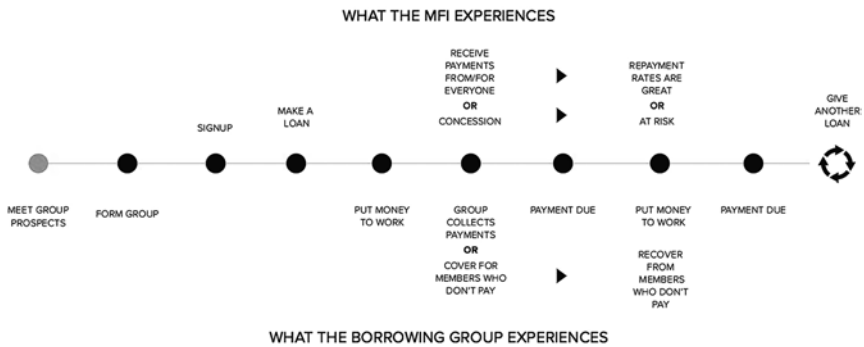 WHAT THE MFI EXPERIENCES
RECEIVE
PAYMENTS
FROM/FOR
EVERYONE
OR
CONCESSION
REPAYMENT
RATES ARE
GREAT
OR
AT RISK
GIVE
ANOTHER
LOAN
MAKE A
LOAN
SIGNUP
MEET GROUP
PROSPECTS
FORM GROUP
PUT MONEY
TO WORK
GROUP
COLLECTS
PAYMENTS
OR
COVER FOR
MEMBERS WHO
DON'T PAY
PAYMENT DUE
PUT MONEY
TO WORK
RECOVER
FROM
MEMBERS
WHO DON'T
PAY
PAYMENT DUE
WHAT THE BORROWING GROUP EXPERIENCES